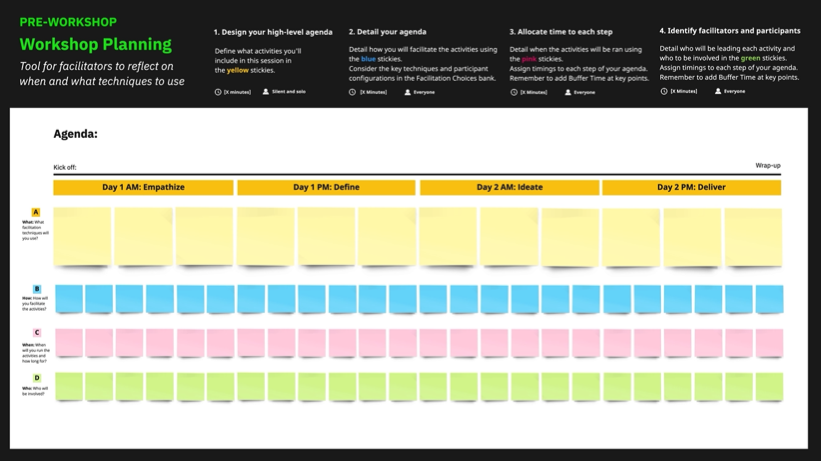 PRE-WORKSHOP
Workshop Planning
Tool for facilitators to reflect on
when and what techniques to use
1. Design your high-level agenda
Define what activities you'll
include in this session in
the yellow stickies.
[X minutes] Silent and solo
2. Detail your agenda
Detail how you will facilitate the activities using
the blue stickies.
Consider the key techniques and participant
configurations in the Facilitation Choices bank.
[X Minutes] Everyone
3. Allocate time to each step
Detail when the activities will be ran using
the pink stickies.
Assign timings to each step of your agenda.
Remember to add Buffer Time at key points.
[X Minutes] Everyone
4. Identify facilitators and participants
Detail who will be leading each activity and
who to be involved in the green stickies.
Assign timings to each step of your agenda.
Remember to add Buffer Time at key points.
[X Minutes] Everyone
Agenda:
Kick off:
Wrap-up
Day 1 AM: Empathize
Day 1 PM: Define
Day 2 AM: Ideate
Day 2 PM: Deliver
A
What: What
facilitation
techniques will
you use?
B
How: How will
you facilitate
the activities?
C
When: When
will you run the
activities and
how long for?
D
Who: Who will
be involved?